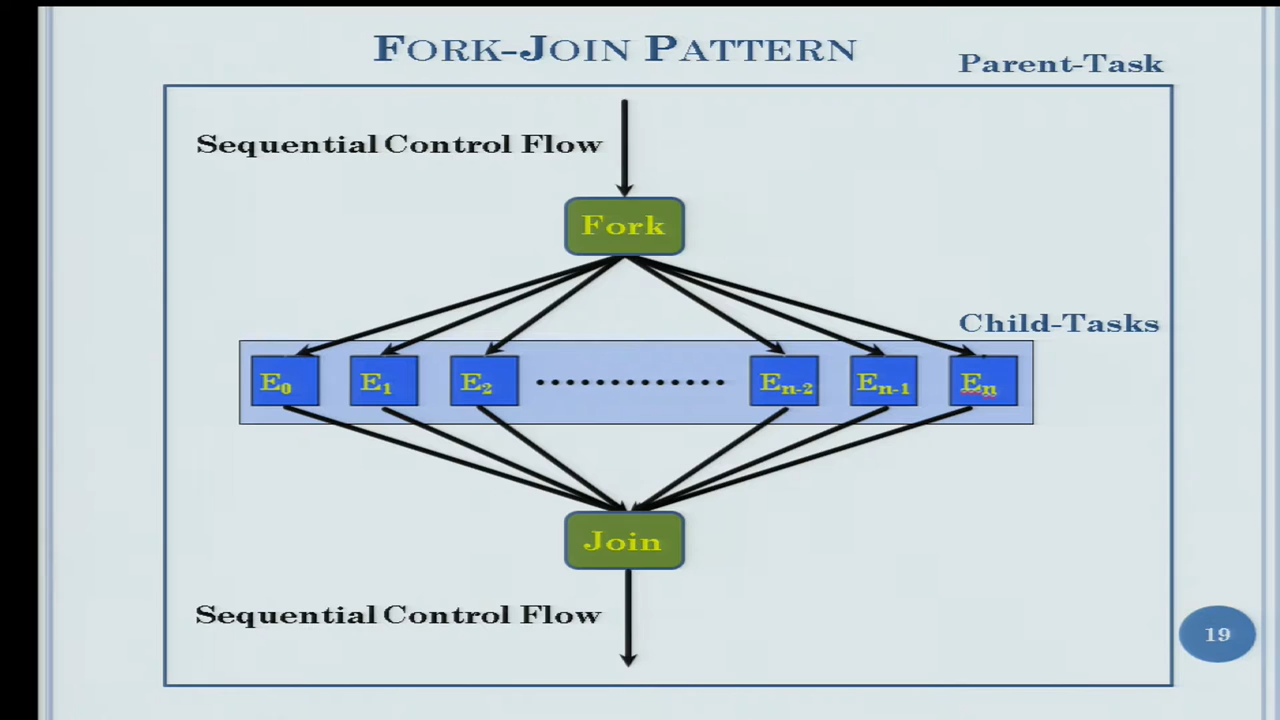 FORK-JOIN PATTERN
Parent-Task
Sequential Control Flow
Fork
Child-Tasks
E0 E1 E2 ................... En-2 En-1 En
Join
Sequential Control Flow
19